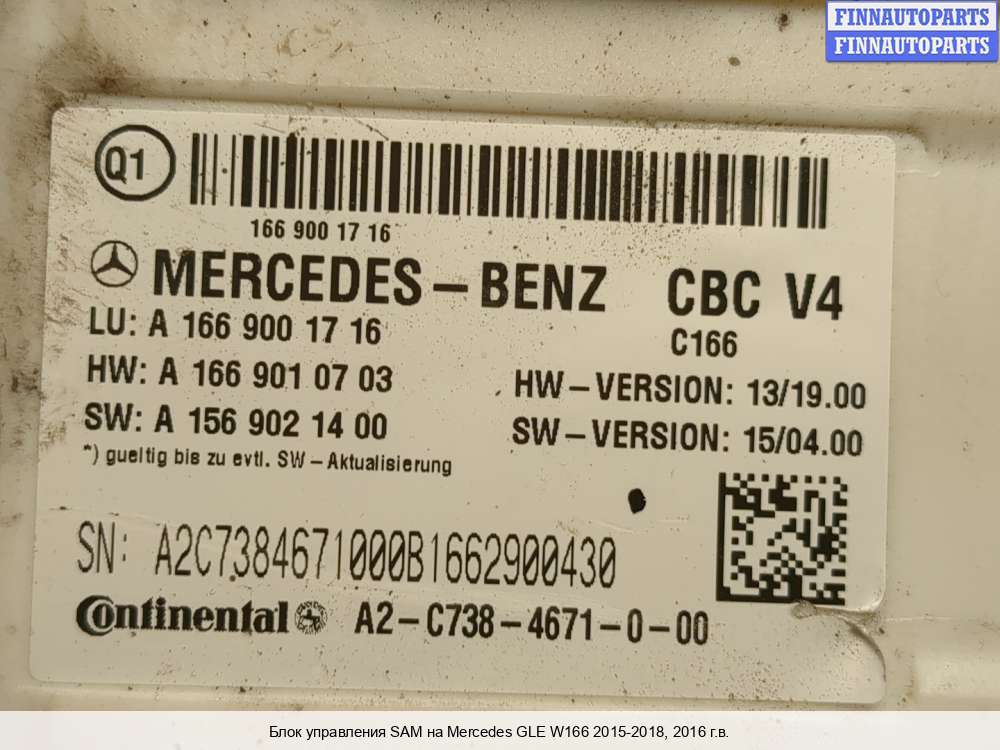 FINNAUTOPARTS
FINNAUTOPARTS
Q1
166 900 17 16
MERCEDES-BENZ CBC V4
LU: A 166 900 17 16
C166
HW: A 166 901 07 03
HW-VERSION: 13/19.00
SW: A 156 902 14 00
SW-VERSION: 15/04.00
*) gueltig bis zu evtl. SW-Aktualisierung
SN: A2C7384671000B1662900430
Continental A2-C738-4671-0-00
Блок управления SAM на Mercedes GLE W166 2015-2018, 2016 г.в.